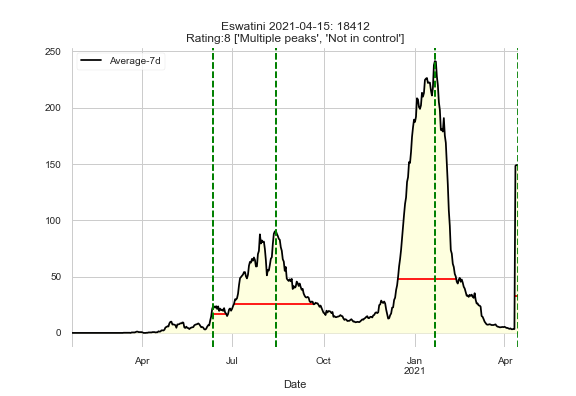 Eswatini 2021-04-15: 18412
Rating:8 ['Multiple peaks', 'Not in control']
Average-7d
250
200
150
100
50
0
Apr
Jul
Oct
Jan
2021
Apr
Date